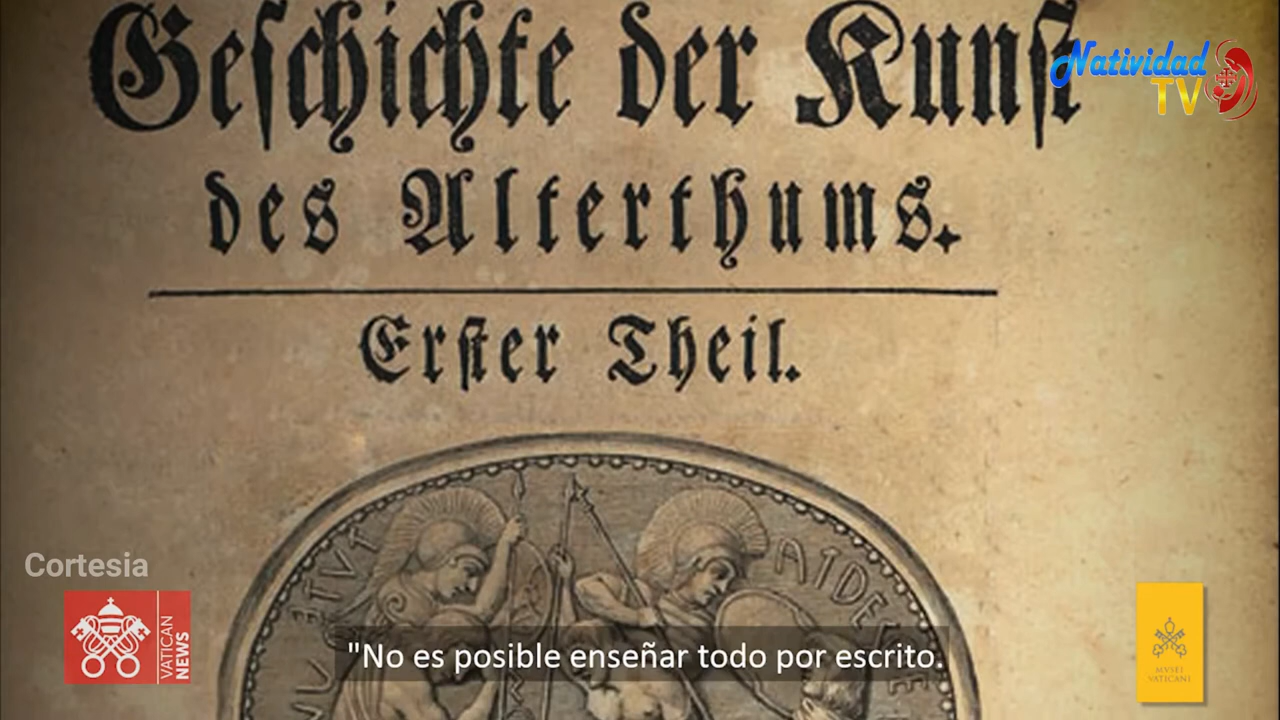 Geschichte der Kunst
Natividad
TV
des Alterthums.
Erster Theil.
Cortesia
VATICAN
NEWS
"No es posible enseñar todo por escrito.
MVSEI
VATICANI